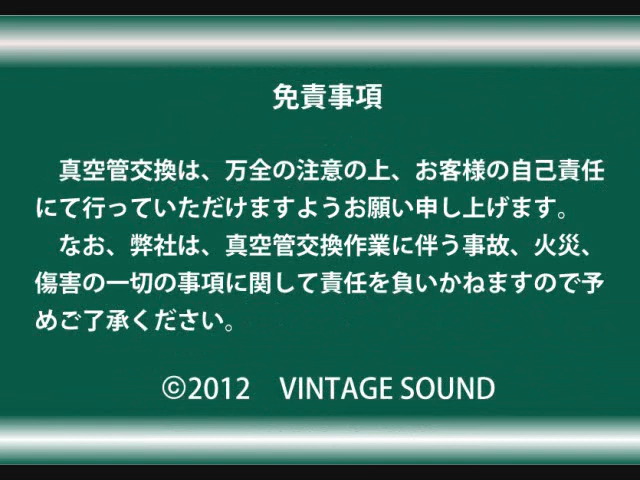 免責事項
真空管交換は、万全の注意の上、お客様の自己責任
にて行っていただけますようお願い申し上げます。
なお、弊社は、真空管交換作業に伴う事故、火災、
傷害の一切の事項に関して責任を負いかねますので予
めご了承ください。
©2012 VINTAGE SOUND